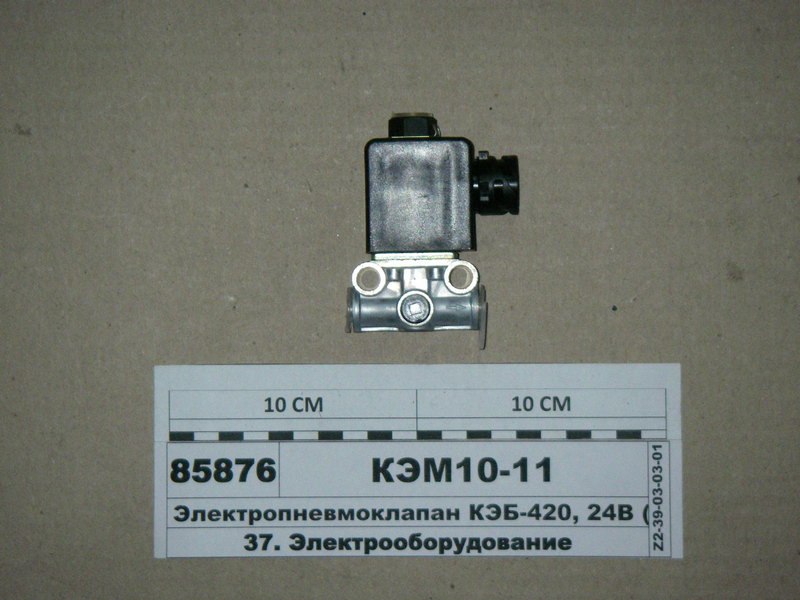 10 СМ 10 СМ
85876 КЭМ10-11
Электропневмоклапан КЭБ-420, 24В (
37. Электрооборудование
Z2-39-03-03-01